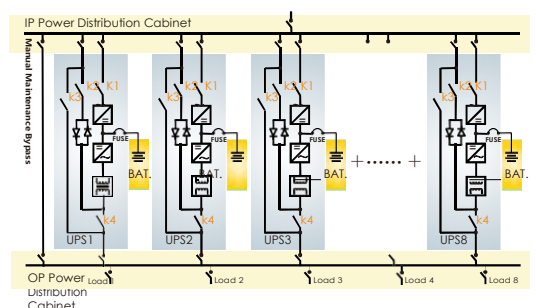 IP Power Distribution Cabinet
Manual Maintenance Bypass
k3 k2 K1
k3 k2 K1
k3 k2 K1
k3 k2 K1
FUSE
FUSE
FUSE
FUSE
BAT.
BAT.
BAT.
BAT.
+ ...... +
k4
k4
k4
k4
UPS1
UPS2
UPS3
UPS8
OP Power
Distribution
Cabinet
Load 1
Load 2
Load 3
Load 4
Load 8